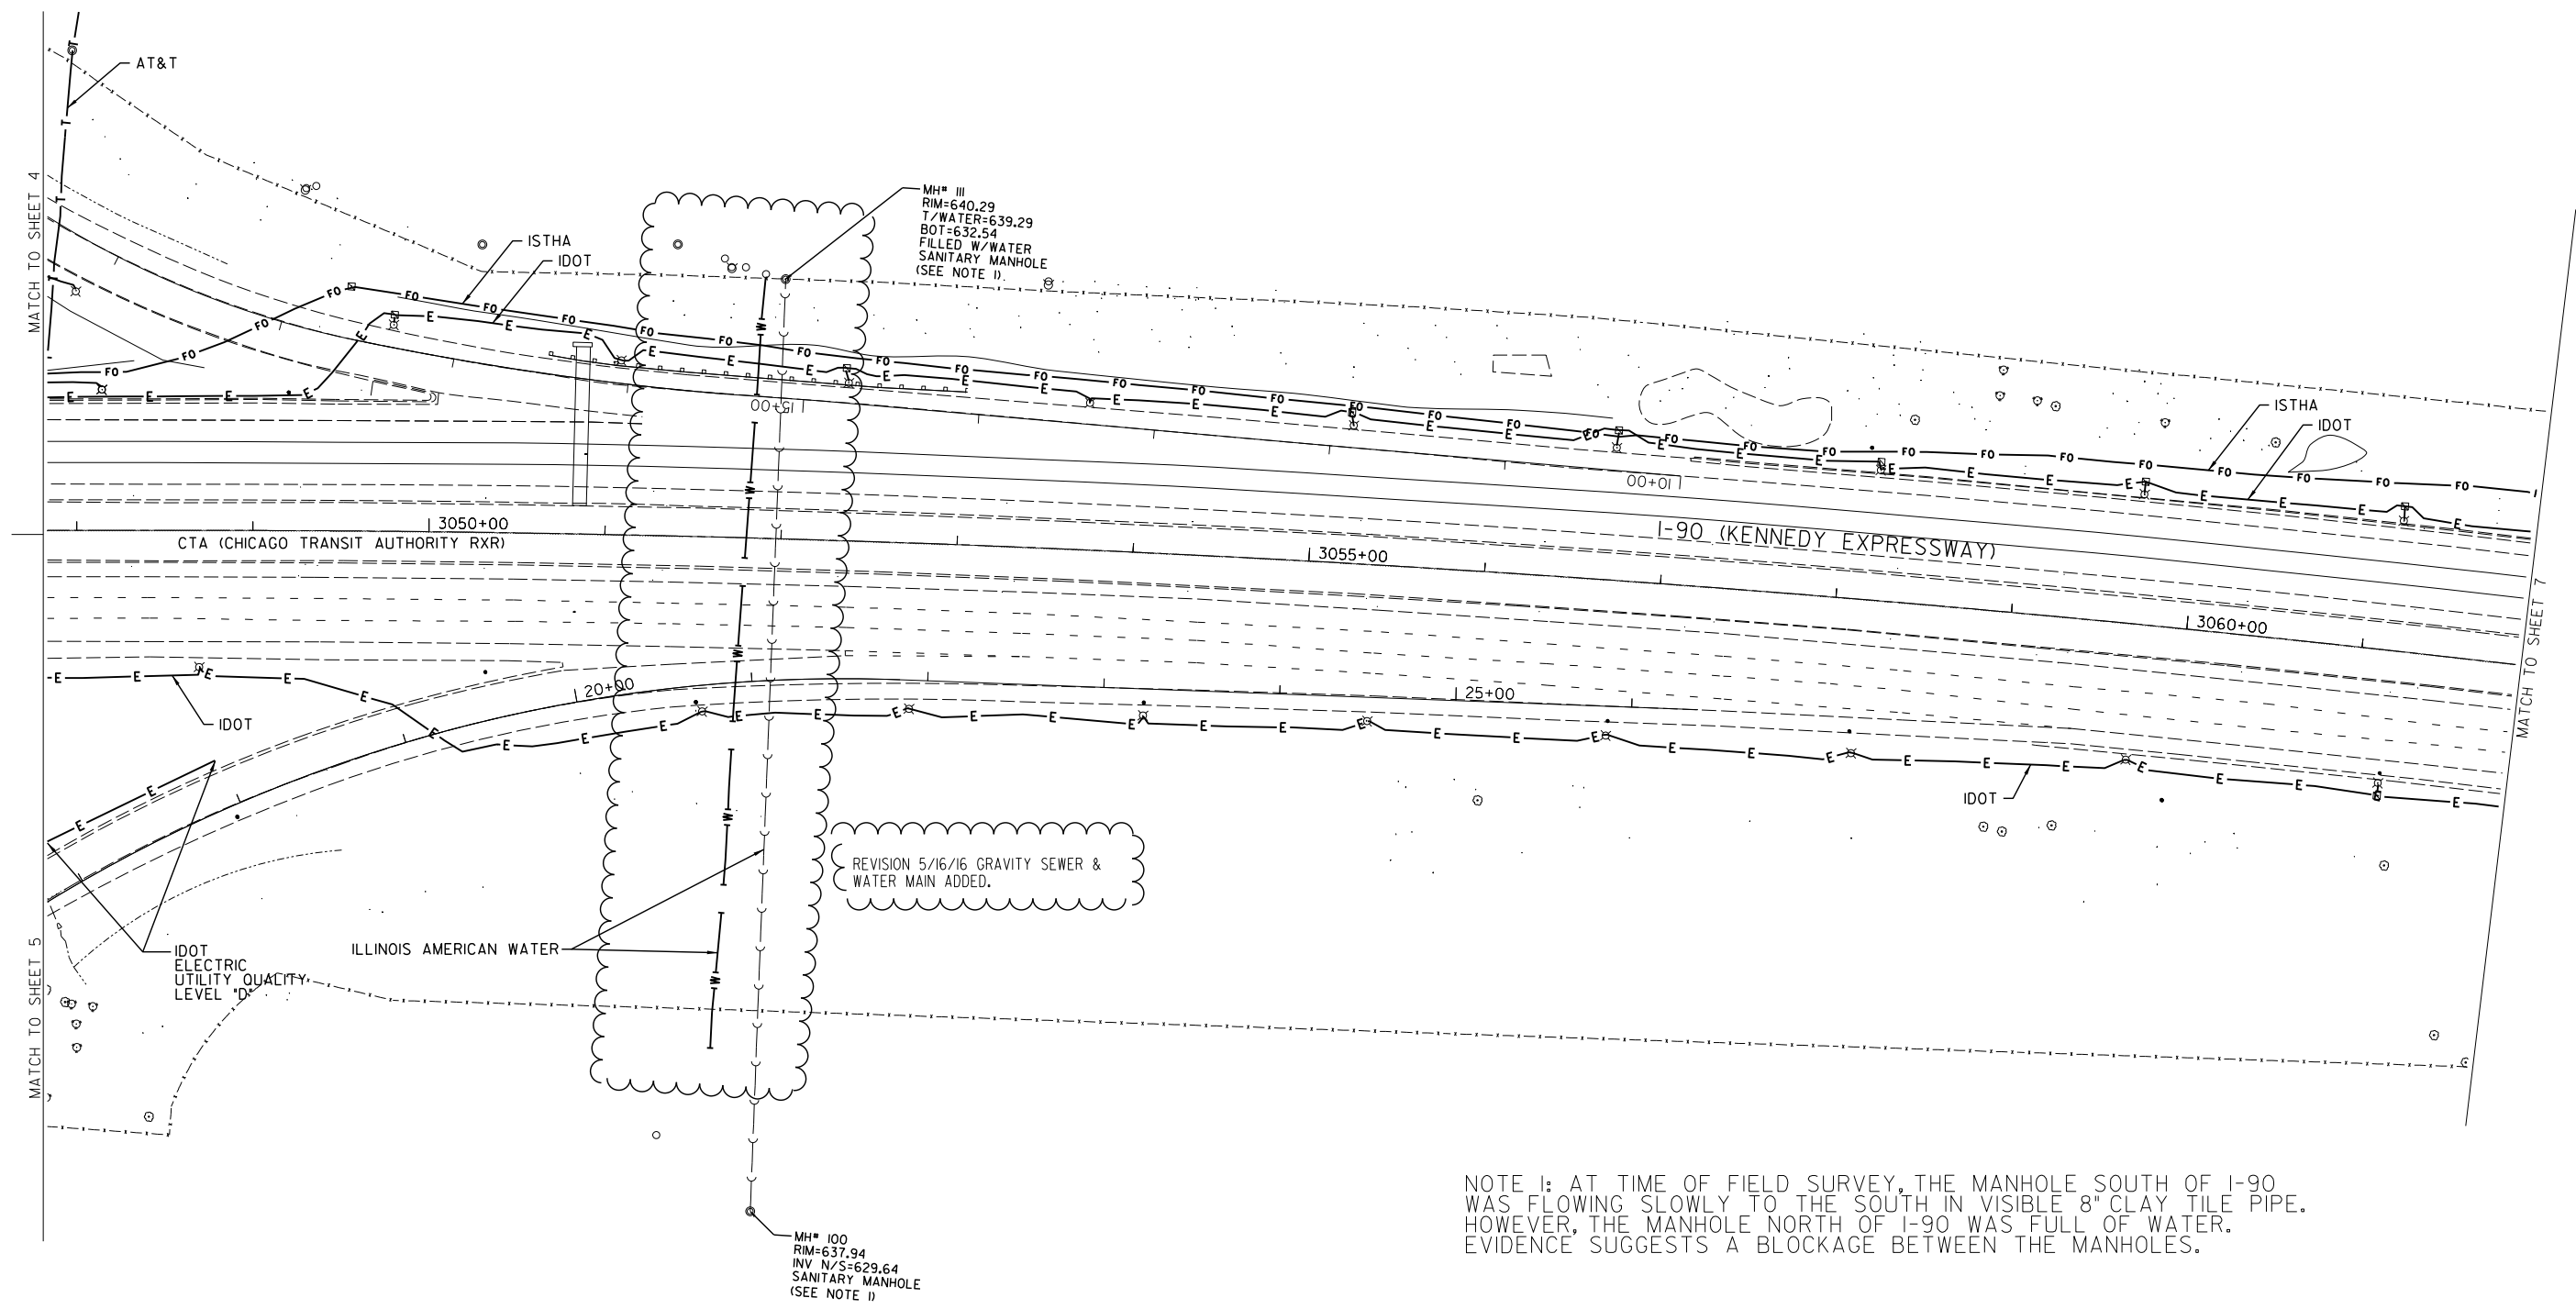 AT&T
MATCH TO SHEET 4
ISTHA
IDOT
MH# 111
RIM=640.29
T/WATER=639.29
BOT=632.54
FILLED W/WATER
SANITARY MANHOLE
(SEE NOTE 1).
115+00
110+00
ISTHA
IDOT
3050+00
CTA (CHICAGO TRANSIT AUTHORITY RXR)
3055+00
I-90 (KENNEDY EXPRESSWAY)
3060+00
MATCH TO SHEET 7
20+00
25+00
IDOT
IDOT
REVISION 5/16/16 GRAVITY SEWER &
WATER MAIN ADDED.
ILLINOIS AMERICAN WATER
IDOT
ELECTRIC
UTILITY QUALITY
LEVEL "D"
MATCH TO SHEET 5
NOTE 1: AT TIME OF FIELD SURVEY, THE MANHOLE SOUTH OF I-90
WAS FLOWING SLOWLY TO THE SOUTH IN VISIBLE 8" CLAY TILE PIPE.
HOWEVER, THE MANHOLE NORTH OF I-90 WAS FULL OF WATER.
EVIDENCE SUGGESTS A BLOCKAGE BETWEEN THE MANHOLES.
MH# 100
RIM=637.94
INV N/S=629.64
SANITARY MANHOLE
(SEE NOTE 1)